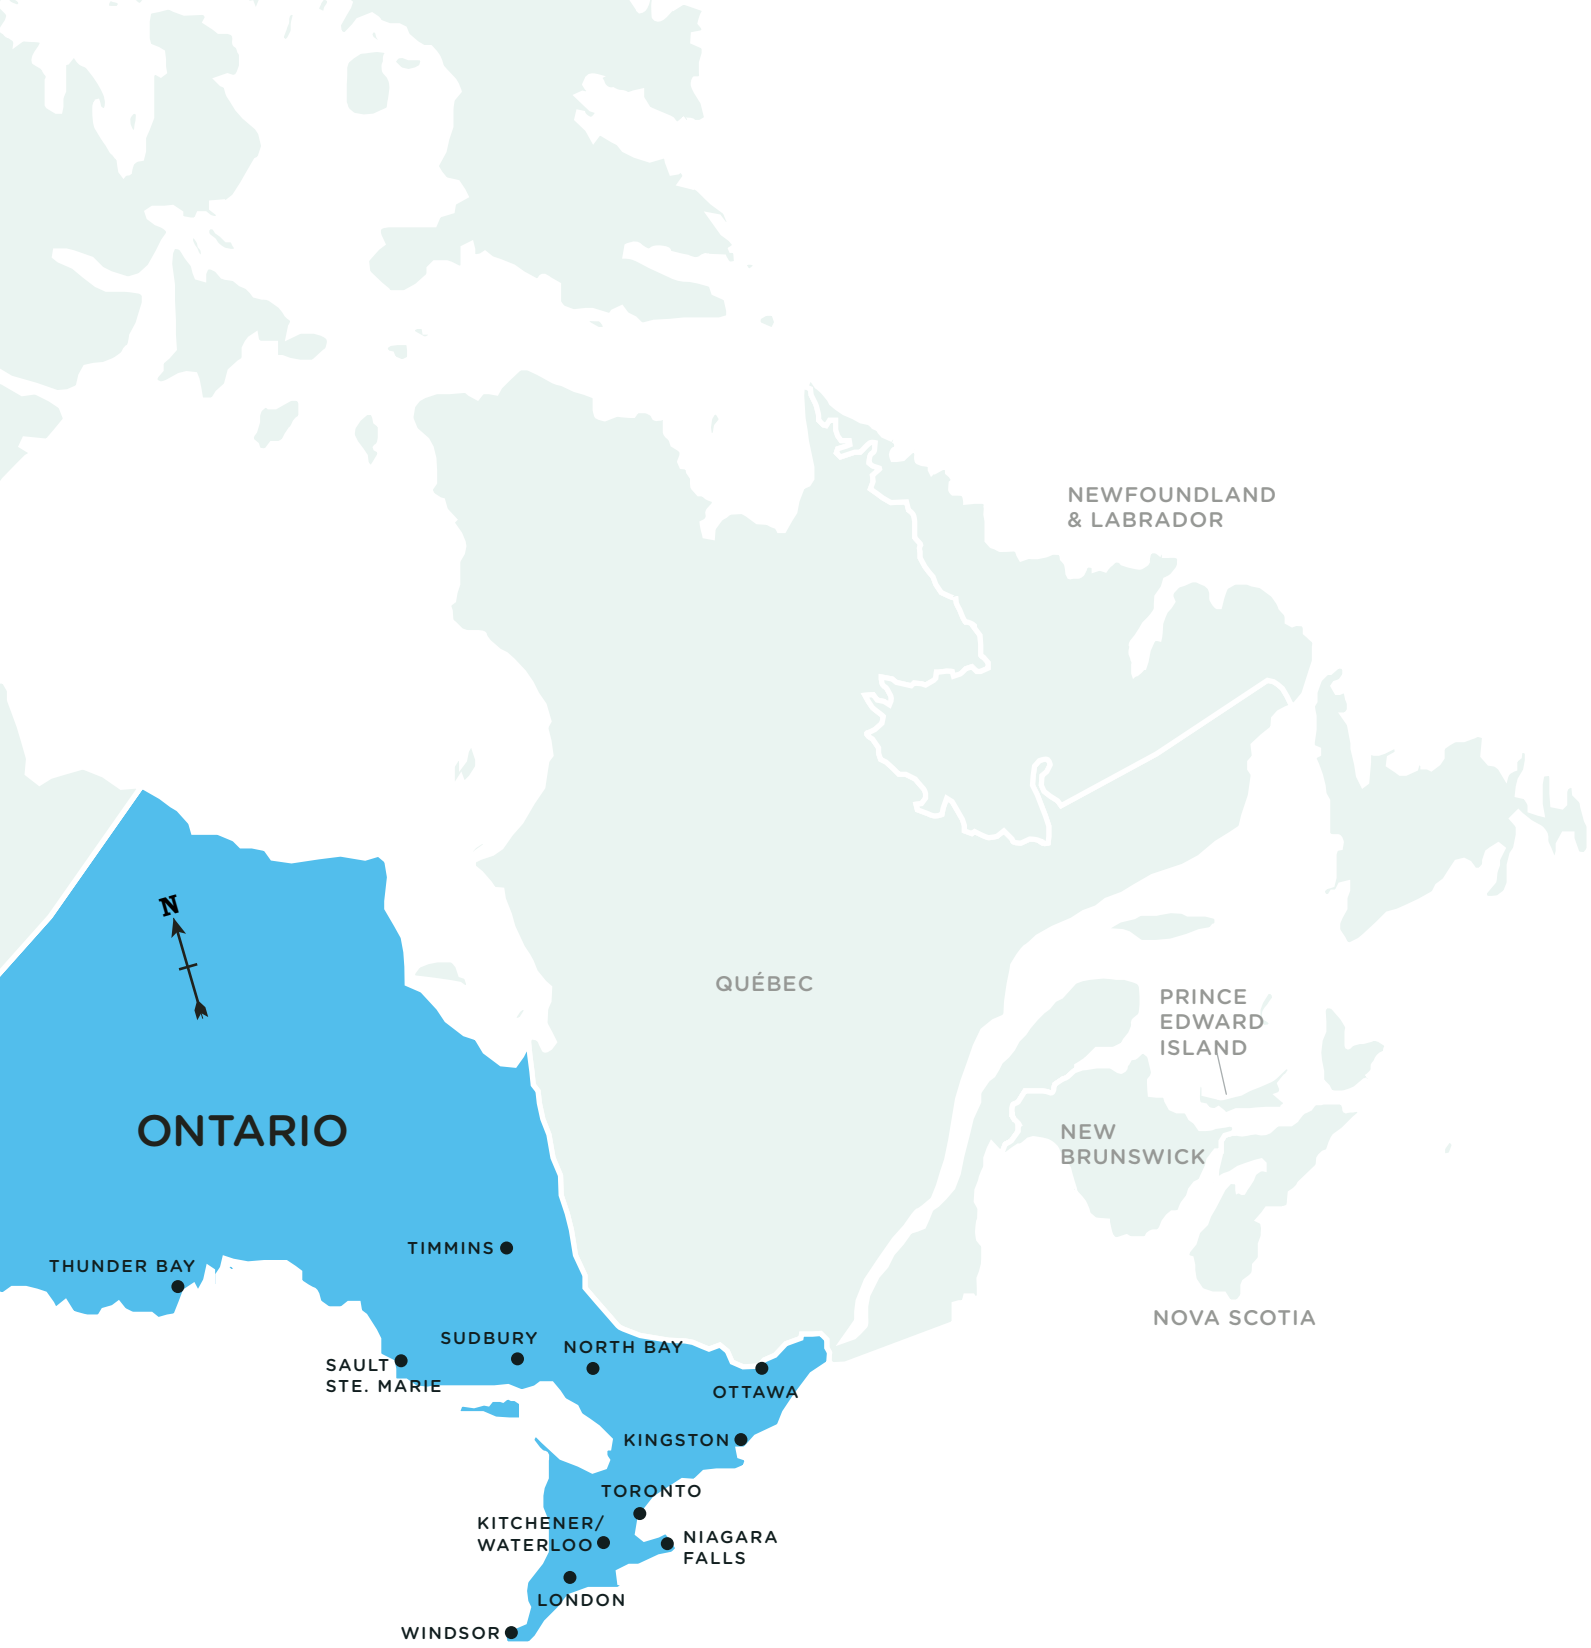 NEWFOUNDLAND
& LABRADOR
N
QUÉBEC
PRINCE
EDWARD
ISLAND
ONTARIO
NEW
BRUNSWICK
TIMMINS
THUNDER BAY
NOVA SCOTIA
SUDBURY
NORTH BAY
SAULT
STE. MARIE
OTTAWA
KINGSTON
TORONTO
KITCHENER/
WATERLOO
NIAGARA
FALLS
LONDON
WINDSOR